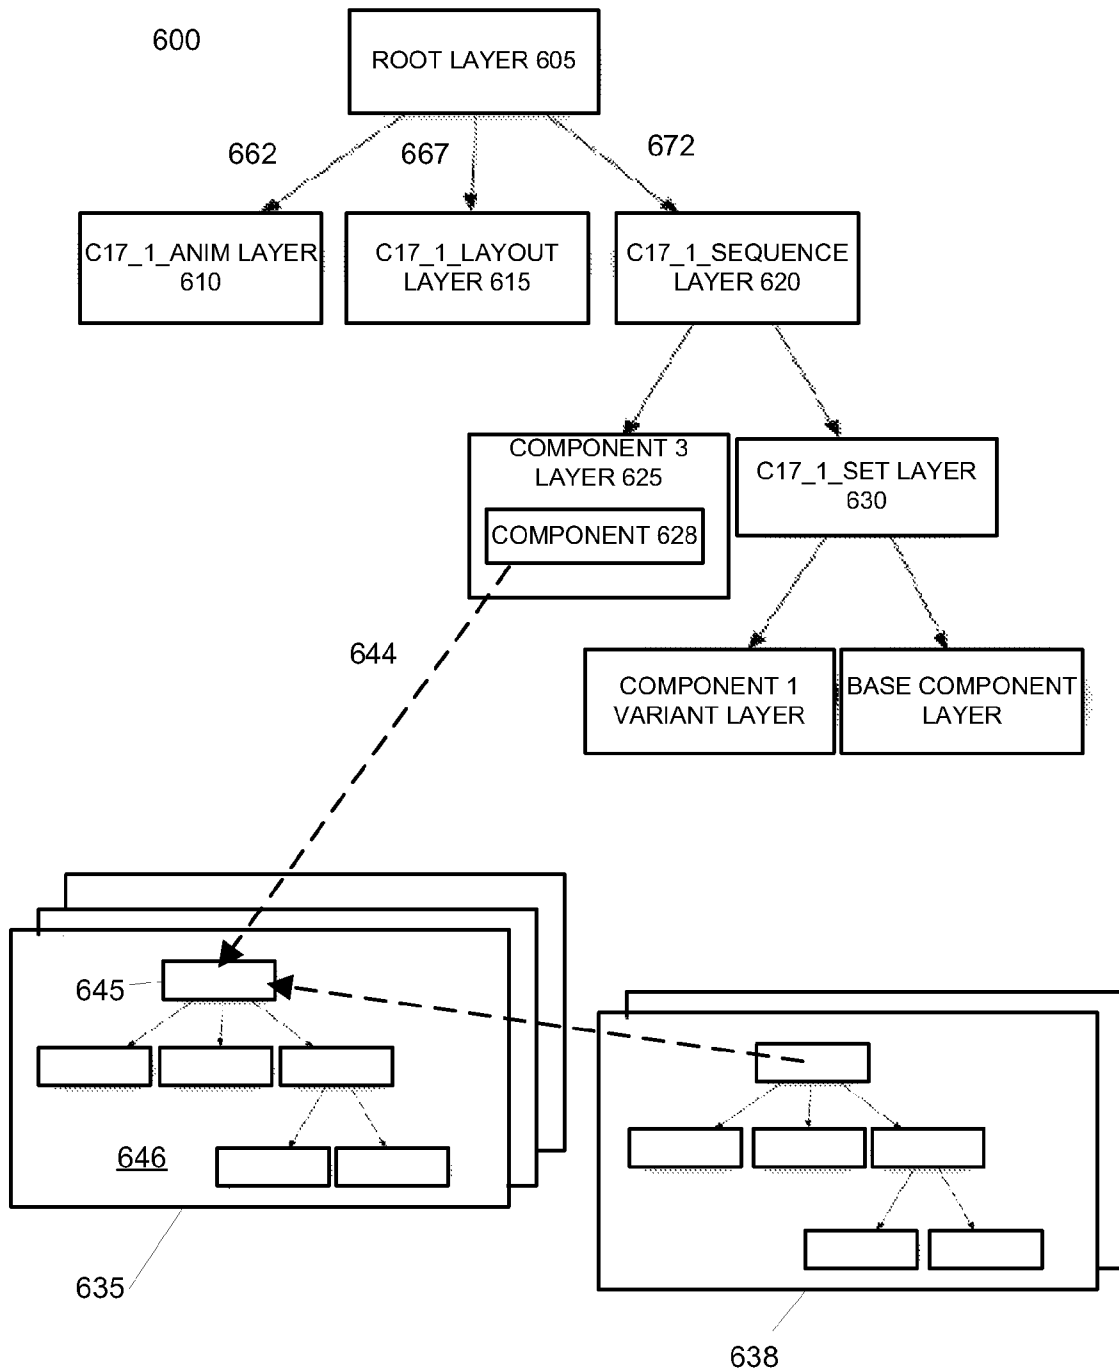 600
ROOT LAYER 605
662
667
672
C17_1_ANIM LAYER
610
C17_1_LAYOUT
LAYER 615
C17_1_SEQUENCE
LAYER 620
COMPONENT 3
LAYER 625
COMPONENT 628
C17_1_SET LAYER
630
644
COMPONENT 1
VARIANT LAYER
BASE COMPONENT
LAYER
645
646
635
638